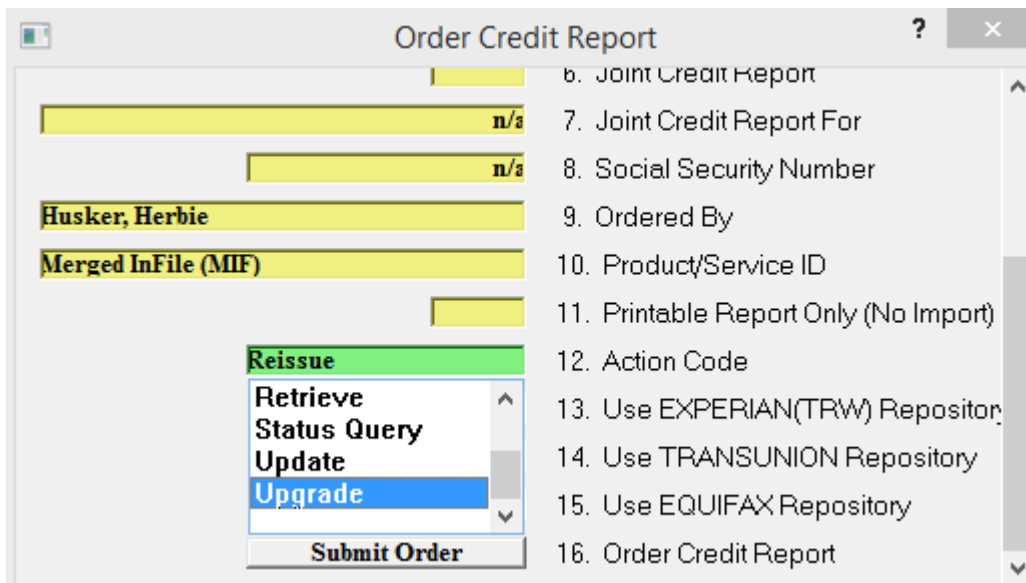 Order Credit Report ? ×
6. Joint Credit Report
n/a 7. Joint Credit Report For
n/a 8. Social Security Number
Husker, Herbie 9. Ordered By
Merged InFile (MIF) 10. Product/Service ID
11. Printable Report Only (No Import)
Reissue 12. Action Code
Retrieve 13. Use EXPERIAN(TRW) Repository
Status Query
Update 14. Use TRANSUNION Repository
Upgrade 15. Use EQUIFAX Repository
Submit Order 16. Order Credit Report